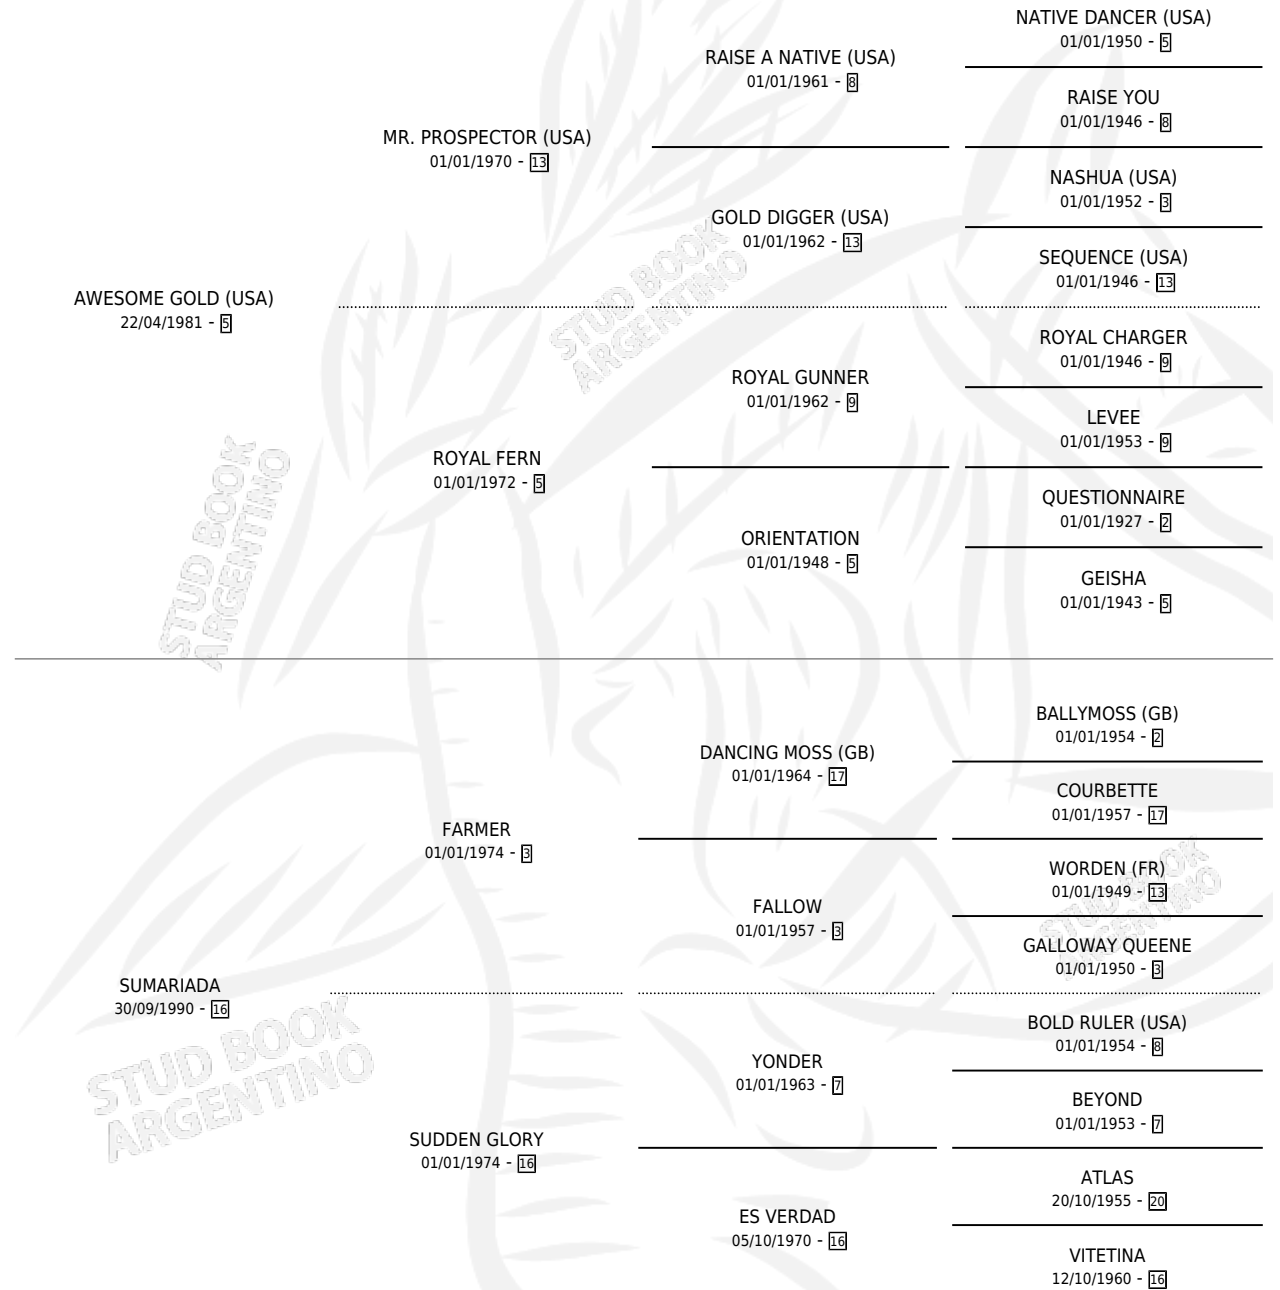 NATIVE DANCER (USA)
01/01/1950 - 5
RAISE A NATIVE (USA)
01/01/1961 - 8
RAISE YOU
01/01/1946 - 8
MR. PROSPECTOR (USA)
01/01/1970 - 13
NASHUA (USA)
01/01/1952 - 3
GOLD DIGGER (USA)
01/01/1962 - 13
SEQUENCE (USA)
01/01/1946 - 13
AWESOME GOLD (USA)
22/04/1981 - 5
STUD BOOK
ARGENTINO
ROYAL CHARGER
01/01/1946 - 9
ROYAL GUNNER
01/01/1962 - 9
LEVEE
01/01/1953 - 9
ROYAL FERN
01/01/1972 - 5
QUESTIONNAIRE
01/01/1927 - 2
ORIENTATION
01/01/1948 - 5
GEISHA
01/01/1943 - 5
STUD BOOK
ARGENTINO
BALLYMOSS (GB)
01/01/1954 - 2
DANCING MOSS (GB)
01/01/1964 - 17
COURBETTE
01/01/1957 - 17
FARMER
01/01/1974 - 3
WORDEN (FR)
01/01/1949 - 13
FALLOW
01/01/1957 - 3
GALLOWAY QUEENE
01/01/1950 - 3
STUD BOOK
ARGENTINO
SUMARIADA
30/09/1990 - 16
BOLD RULER (USA)
01/01/1954 - 8
YONDER
01/01/1963 - 7
BEYOND
01/01/1953 - 7
STUD BOOK
ARGENTINO
SUDDEN GLORY
01/01/1974 - 16
ATLAS
20/10/1955 - 20
ES VERDAD
05/10/1970 - 16
VITETINA
12/10/1960 - 16